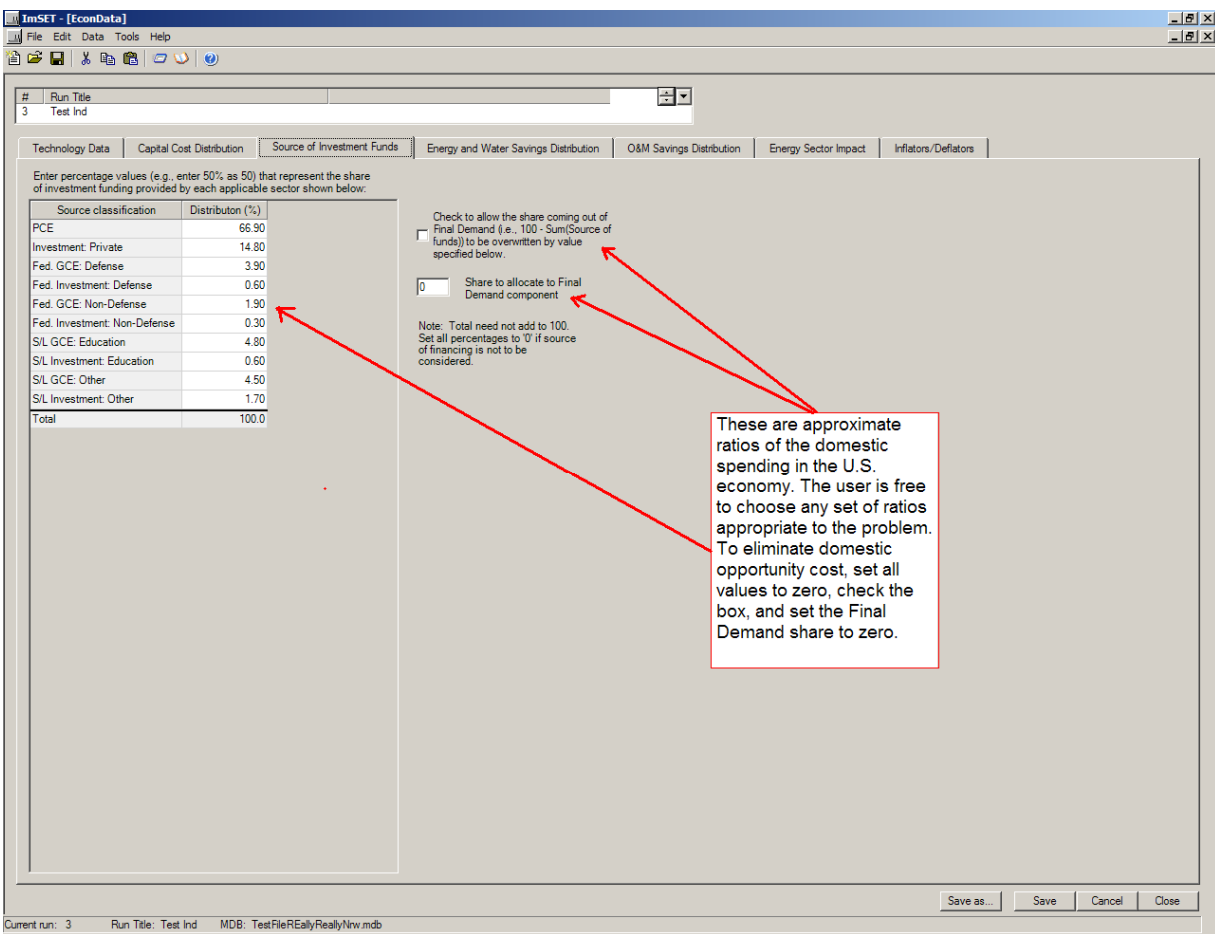 ImSET - [EconData]
File Edit Data Tools Help
# Run Title
3 Test Ind
Technology Data Capital Cost Distribution Source of Investment Funds Energy and Water Savings Distribution O&M Savings Distribution Energy Sector Impact Inflators/Deflators
Enter percentage values (e.g., enter 50% as 50) that represent the share
of investment funding provided by each applicable sector shown below:
Source classification Distributon (%)
PCE 66.90
Investment: Private 14.80
Fed. GCE: Defense 3.90
Fed. Investment: Defense 0.60
Fed. GCE: Non-Defense 1.90
Fed. Investment: Non-Defense 0.30
S/L GCE: Education 4.80
S/L Investment: Education 0.60
S/L GCE: Other 4.50
S/L Investment: Other 1.70
Total 100.0
Check to allow the share coming out of
Final Demand (i.e., 100 - Sum(Source of
funds)) to be overwritten by value
specified below.
0 Share to allocate to Final
Demand component
Note: Total need not add to 100.
Set all percentages to '0' if source
of financing is not to be
considered.
These are approximate
ratios of the domestic
spending in the U.S.
economy. The user is free
to choose any set of ratios
appropriate to the problem.
To eliminate domestic
opportunity cost, set all
values to zero, check the
box, and set the Final
Demand share to zero.
Save as... Save Cancel Close
Current run: 3 Run Title: Test Ind MDB: TestFileREallyReallyNrw.mdb